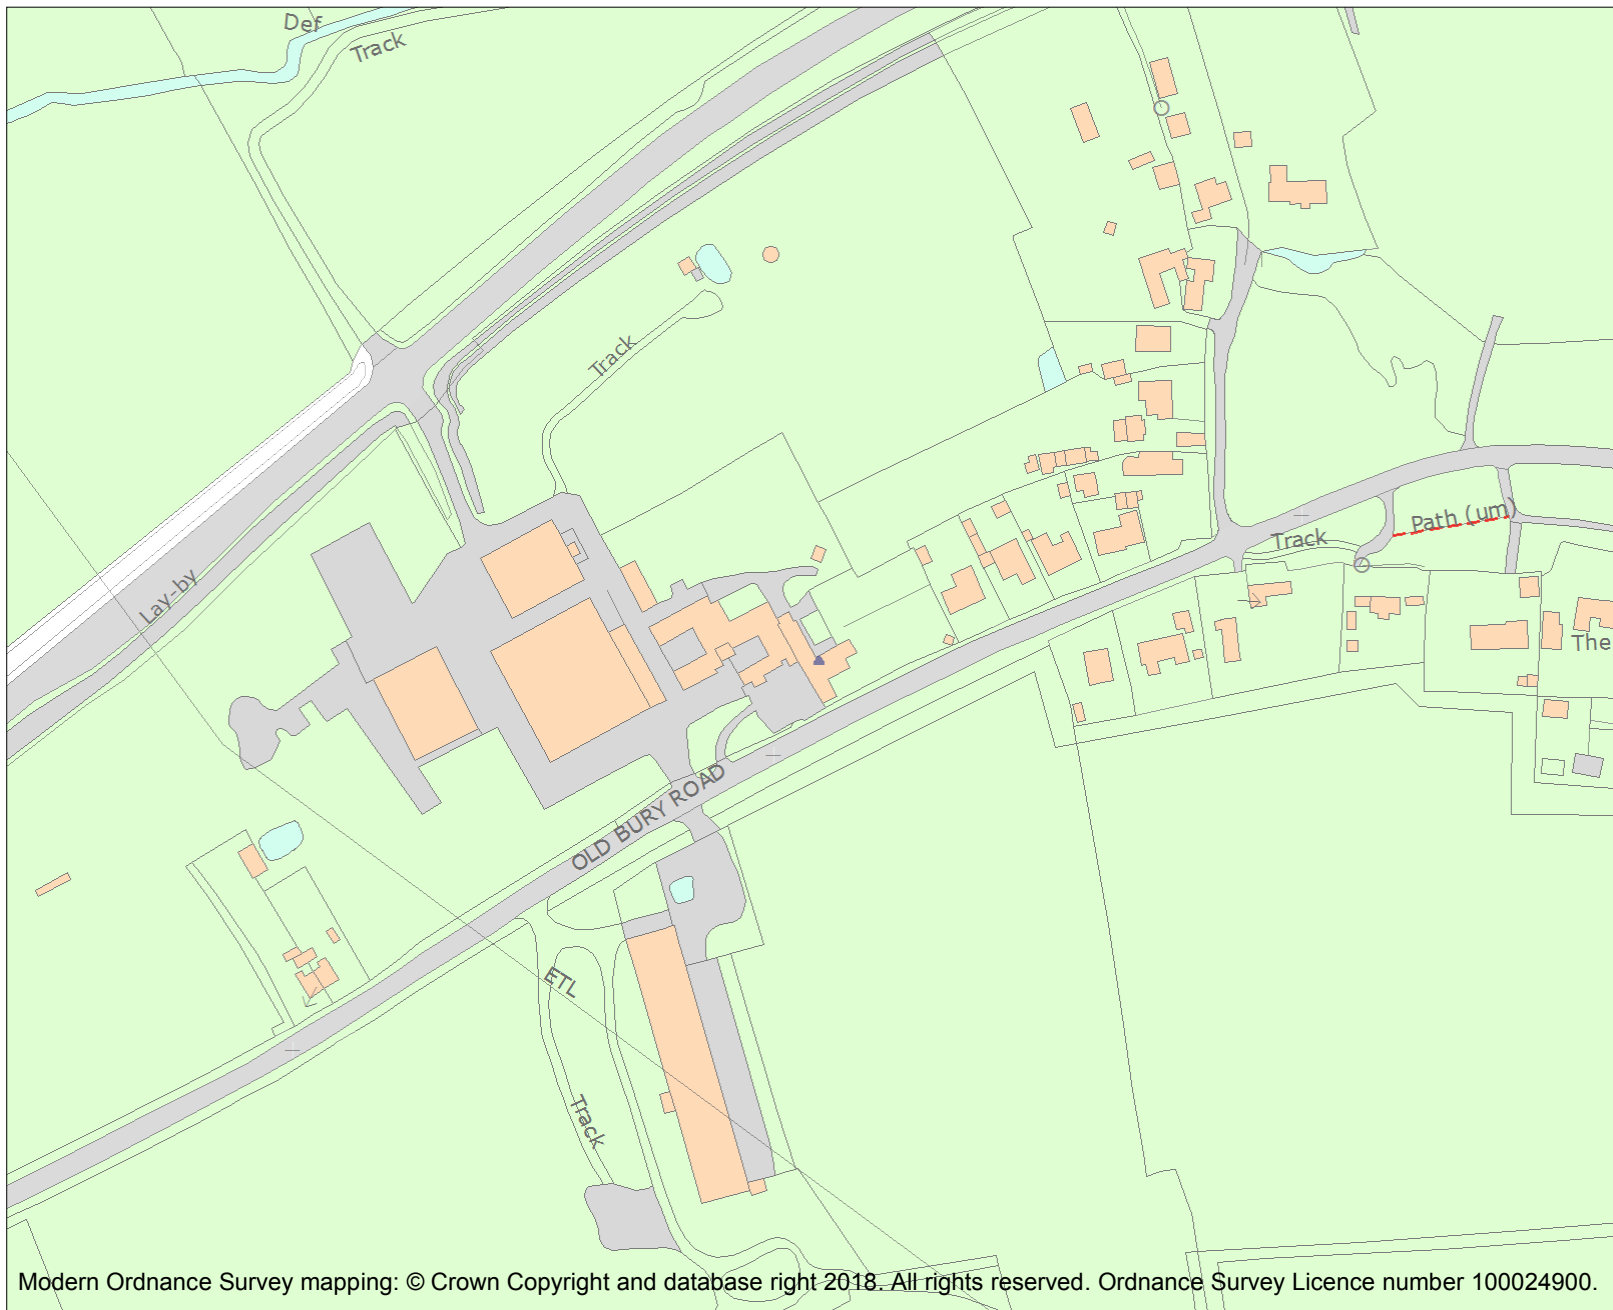 Def
Track
Track
Path (um)
Track
Lay-by
The
OLD BURY ROAD
ETL
Track
Modern Ordnance Survey mapping: © Crown Copyright and database right 2018. All rights reserved. Ordnance Survey Licence number 100024900.